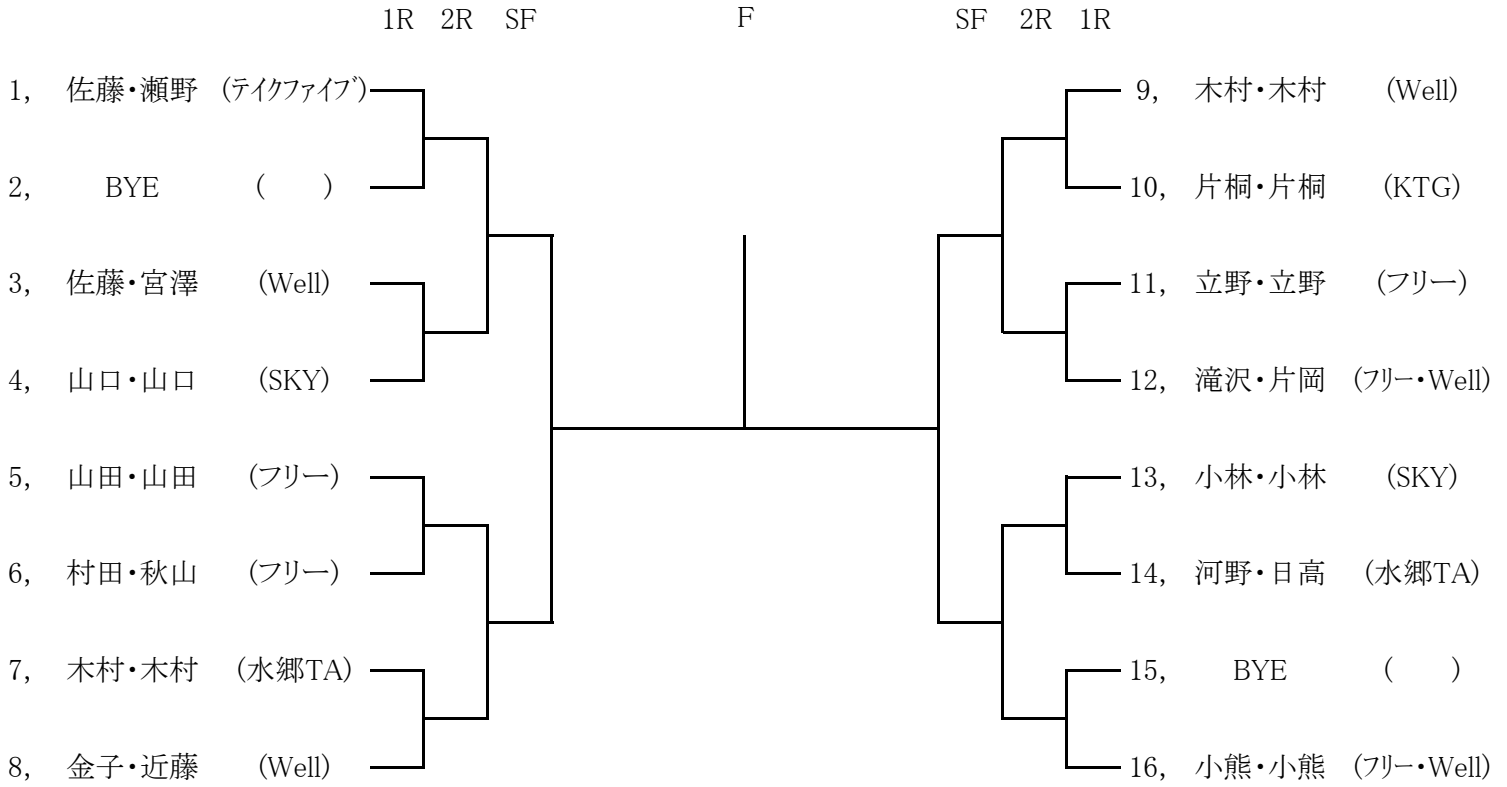 1R 2R SF F SF 2R 1R
1, 佐藤・瀬野 (テイクファイブ) 9, 木村・木村 (Well)
2, BYE ( ) 10, 片桐・片桐 (KTG)
3, 佐藤・宮澤 (Well) 11, 立野・立野 (フリー)
4, 山口・山口 (SKY) 12, 滝沢・片岡 (フリー・Well)
5, 山田・山田 (フリー) 13, 小林・小林 (SKY)
6, 村田・秋山 (フリー) 14, 河野・日高 (水郷TA)
7, 木村・木村 (水郷TA) 15, BYE ( )
8, 金子・近藤 (Well) 16, 小熊・小熊 (フリー・Well)